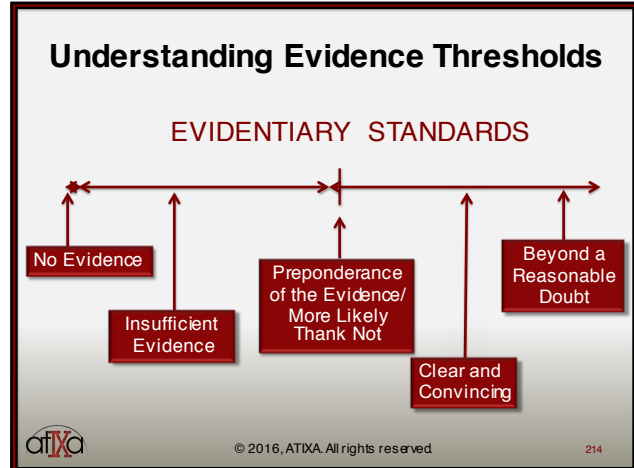 Understanding Evidence Thresholds
EVIDENTIARY STANDARDS
No Evidence
Insufficient
Evidence
Preponderance
of the Evidence/
More Likely
Thank Not
Clear and
Convincing
Beyond a
Reasonable
Doubt
atIXa
© 2016, ATIXA. All rights reserved.
214